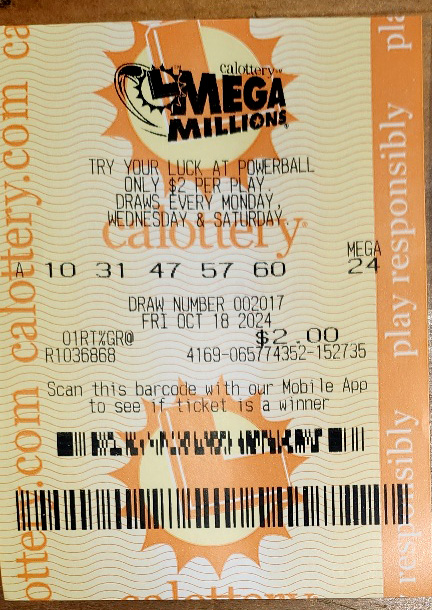 calottery
MEGA
MILLIONS
TRY YOUR LUCK AT POWERBALL
ONLY $2 PER PLAY.
DRAWS EVERY MONDAY,
WEDNESDAY & SATURDAY.
calottery
MEGA
A 10 31 47 57 60 24
DRAW NUMBER 002017
FRI OCT 18 2024
01RT%GR@ $2.00
R1036868 4169-065774352-152735
Scan this barcode with our Mobile App
to see if ticket is a winner
calottery
.com calottery.com ca
play responsibly